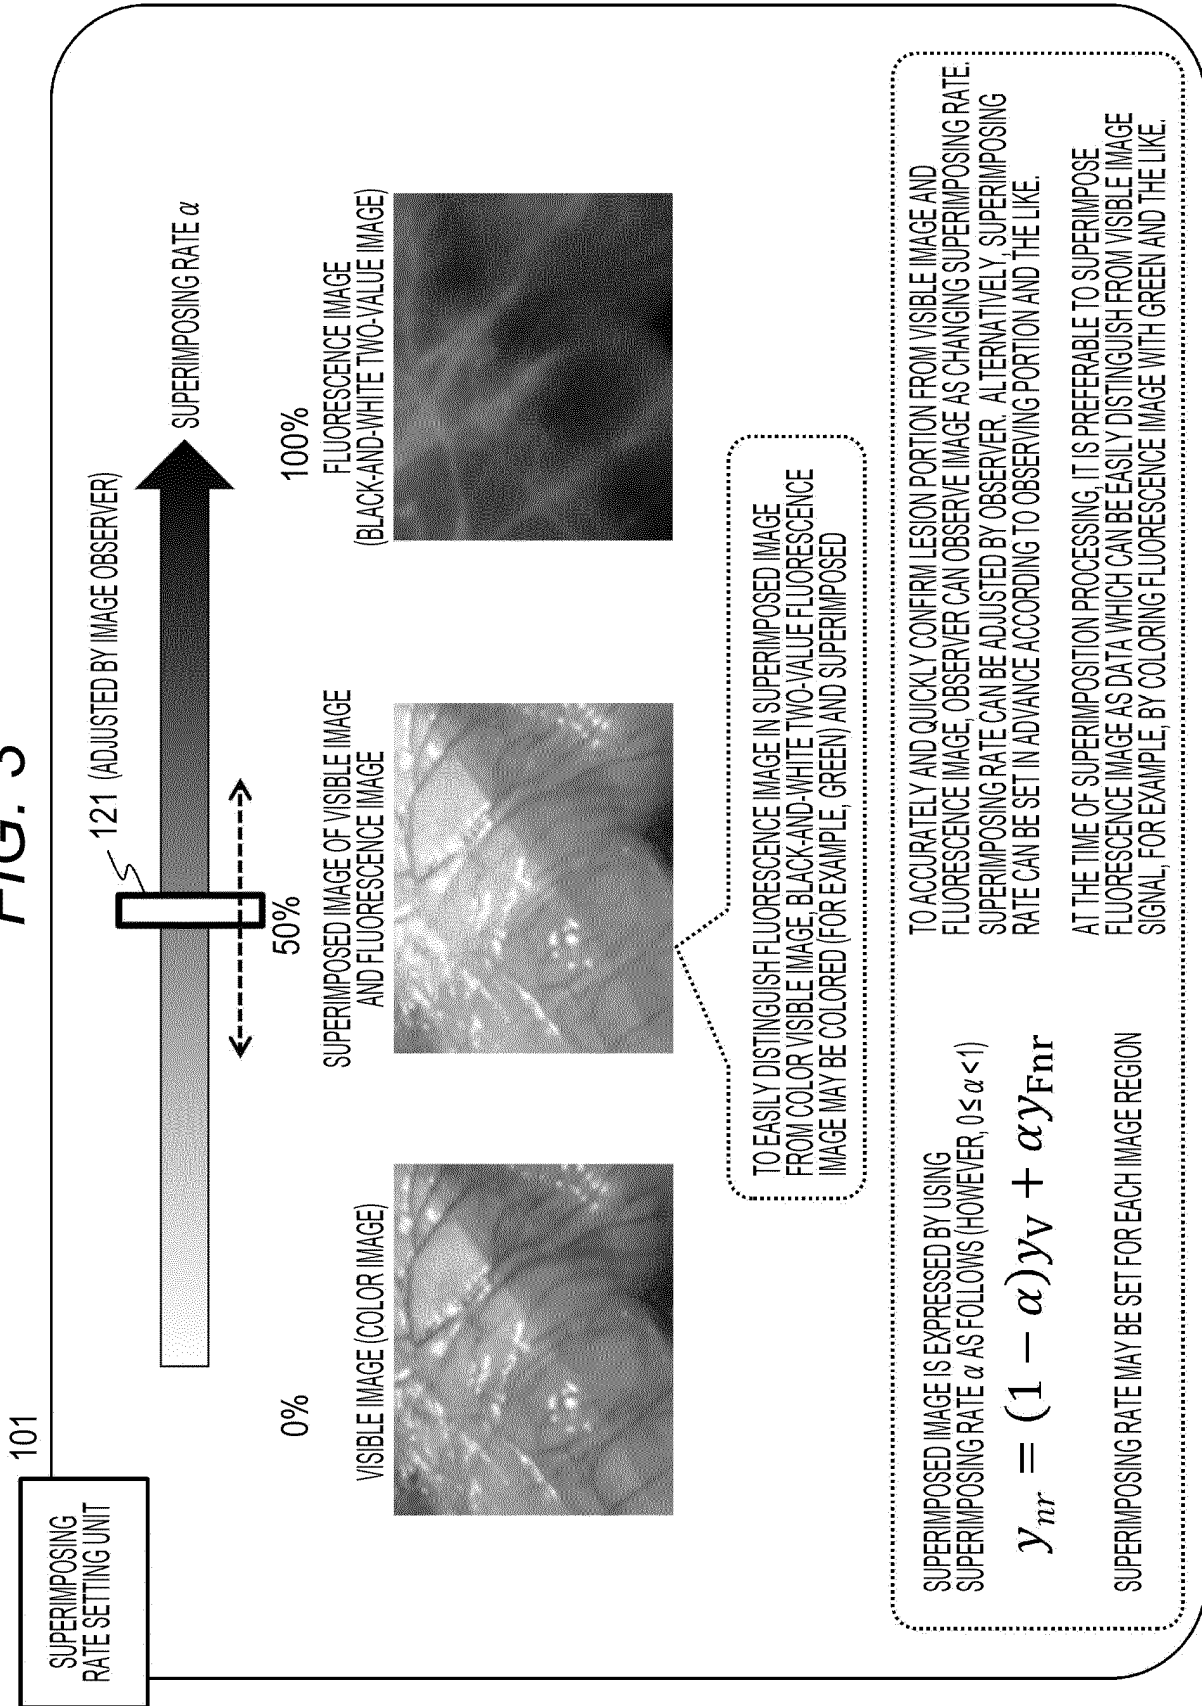 FIG. 3
101
SUPERIMPOSING
RATE SETTING UNIT
121 (ADJUSTED BY IMAGE OBSERVER)
SUPERIMPOSING RATE α
0%
50%
100%
VISIBLE IMAGE (COLOR IMAGE)
SUPERIMPOSED IMAGE OF VISIBLE IMAGE
AND FLUORESCENCE IMAGE
FLUORESCENCE IMAGE
(BLACK-AND-WHITE TWO-VALUE IMAGE)
TO EASILY DISTINGUISH FLUORESCENCE IMAGE IN SUPERIMPOSED IMAGE
FROM COLOR VISIBLE IMAGE, BLACK-AND-WHITE TWO-VALUE FLUORESCENCE
IMAGE MAY BE COLORED (FOR EXAMPLE, GREEN) AND SUPERIMPOSED
SUPERIMPOSED IMAGE IS EXPRESSED BY USING
SUPERIMPOSING RATE α AS FOLLOWS (HOWEVER, 0≤α<1)
y_nr = (1 − α)y_V + αy_Fnr
SUPERIMPOSING RATE MAY BE SET FOR EACH IMAGE REGION
TO ACCURATELY AND QUICKLY CONFIRM LESION PORTION FROM VISIBLE IMAGE AND
FLUORESCENCE IMAGE, OBSERVER CAN OBSERVE IMAGE AS CHANGING SUPERIMPOSING RATE.
SUPERIMPOSING RATE CAN BE ADJUSTED BY OBSERVER. ALTERNATIVELY, SUPERIMPOSING
RATE CAN BE SET IN ADVANCE ACCORDING TO OBSERVING PORTION AND THE LIKE.
AT THE TIME OF SUPERIMPOSITION PROCESSING, IT IS PREFERABLE TO SUPERIMPOSE
FLUORESCENCE IMAGE AS DATA WHICH CAN BE EASILY DISTINGUISH FROM VISIBLE IMAGE
SIGNAL, FOR EXAMPLE, BY COLORING FLUORESCENCE IMAGE WITH GREEN AND THE LIKE.